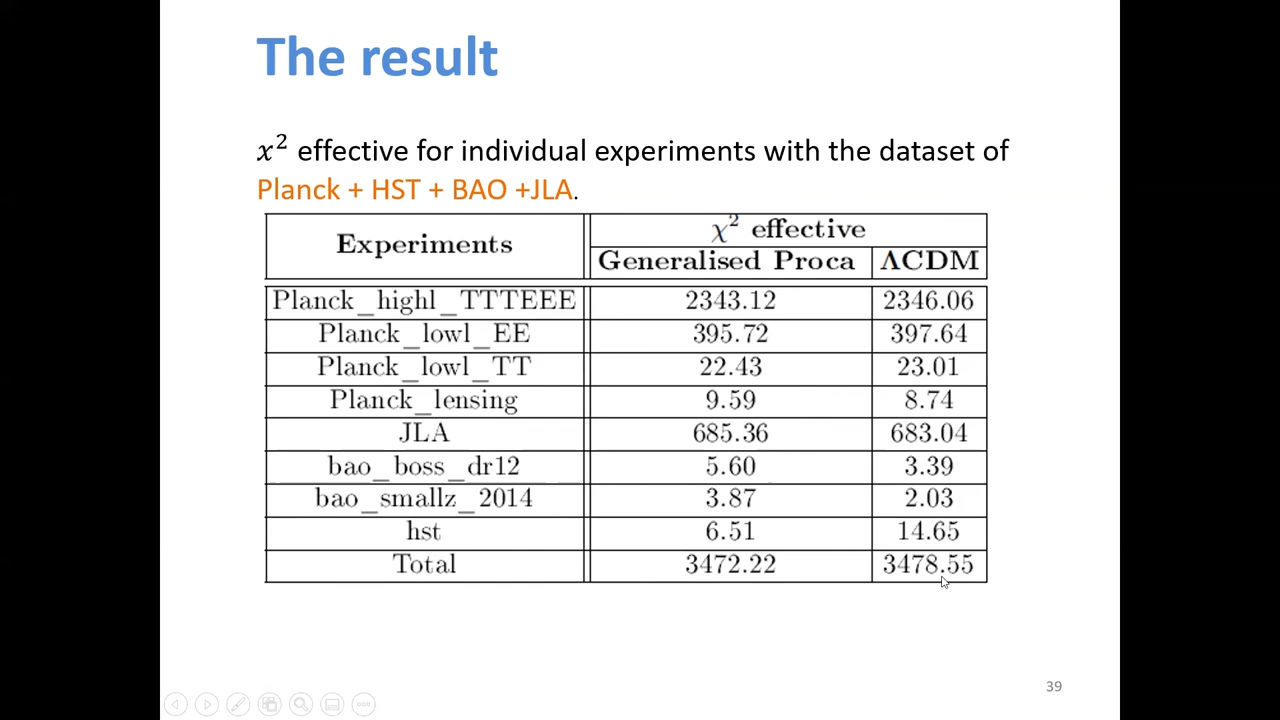 The result
𝑥² effective for individual experiments with the dataset of
Planck + HST + BAO +JLA.
Experiments
χ² effective
Generalised Proca ΛCDM
Planck_highl_TTTEEE 2343.12 2346.06
Planck_lowl_EE 395.72 397.64
Planck_lowl_TT 22.43 23.01
Planck_lensing 9.59 8.74
JLA 685.36 683.04
bao_boss_dr12 5.60 3.39
bao_smallz_2014 3.87 2.03
hst 6.51 14.65
Total 3472.22 3478.55
39